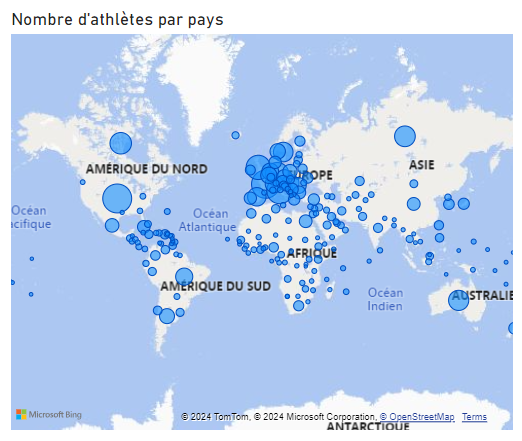 Nombre d'athlètes par pays
AMÉRIQUE DU NORD
EUROPE
ASIE
Océan
acifique
Océan
Atlantique
AFRIQUE
AMÉRIQUE DU SUD
Océan
Indien
AUSTRALIE
Microsoft Bing
© 2024 TomTom, © 2024 Microsoft Corporation, © OpenStreetMap Terms
ANTARCTIQUE